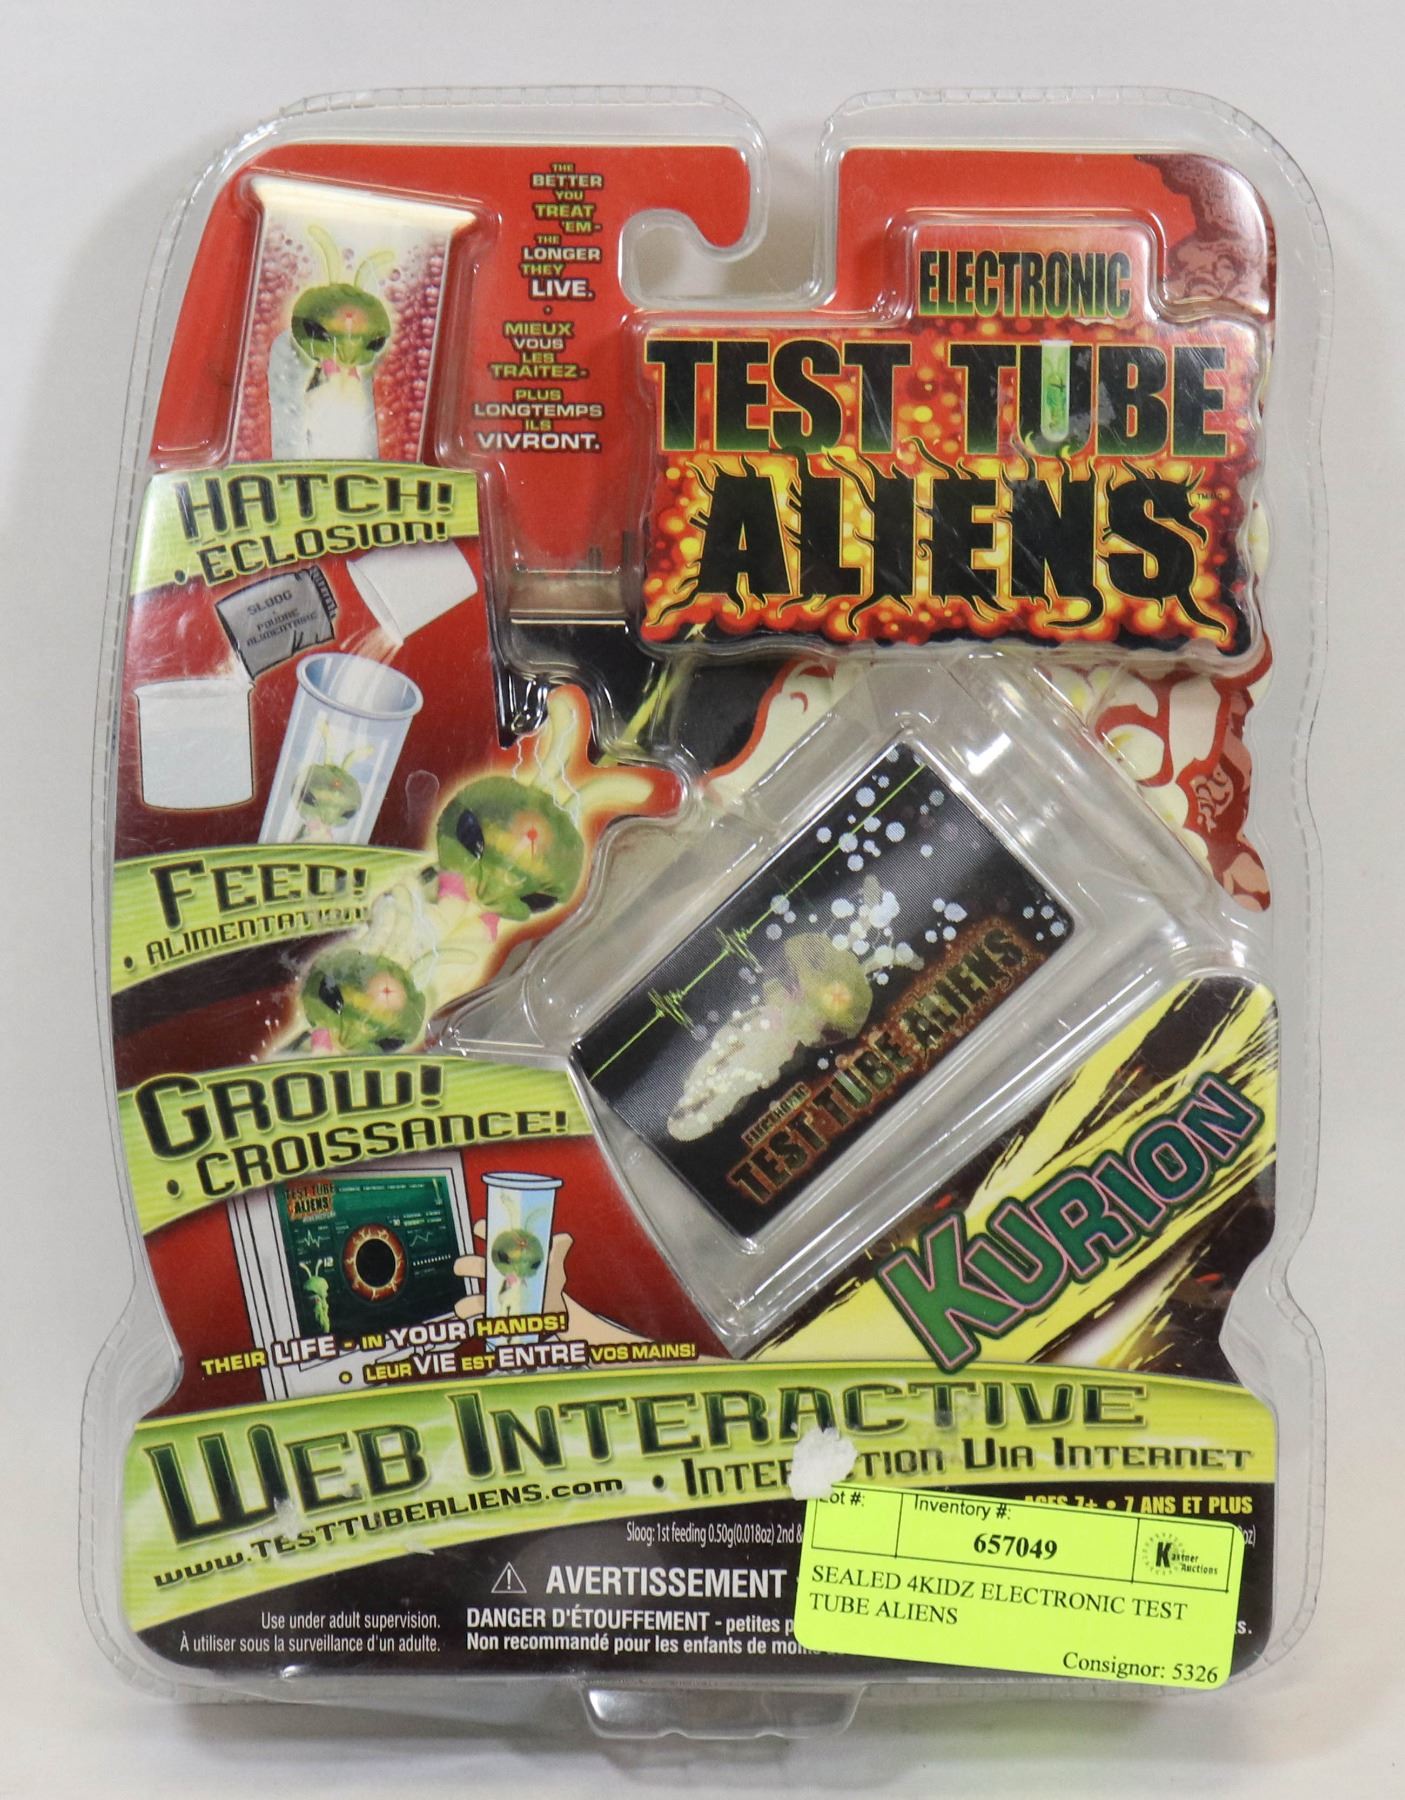 THE
BETTER
YOU
TREAT
'EM -
THE
LONGER
THEY
LIVE.
•
MIEUX
VOUS
LES
TRAITEZ -
PLUS
LONGTEMPS
ILS
VIVRONT.
ELECTRONIC
TEST TUBE
ALIENS
HATCH!
• ECLOSION!
SLOOG
POUDRE
ALIMENTAIRE
FEED!
• ALIMENTATION!
GROW!
• CROISSANCE!
TEST TUBE
ALIENS
12
ELECTRONIC
TEST TUBE ALIENS
KURION
THEIR LIFE - IN YOUR HANDS!
• LEUR VIE EST ENTRE VOS MAINS!
WEB INTERACTIVE
www.TESTTUBERALIENS.com • INTER TION VIA INTERNET
AGES 7+ • 7 ANS ET PLUS
Sloog: 1st feeding 0.50g(0.018oz) 2nd &
oz)
AVERTISSEMENT
Use under adult supervision.
À utiliser sous la surveillance d'un adulte.
DANGER D'ÉTOUFFEMENT - petites
Non recommandé pour les enfants de
Lot #:
Inventory #:
657049
Kastner
Auctions
SEALED 4KIDZ ELECTRONIC TEST
TUBE ALIENS
Consignor: 5326